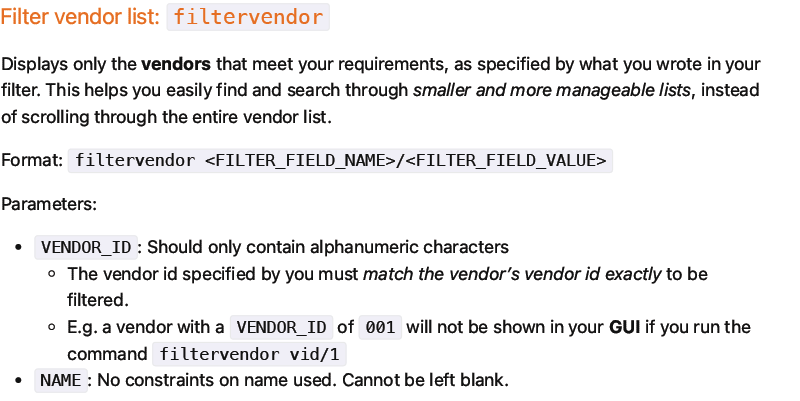 Filter vendor list: filtervendor
Displays only the vendors that meet your requirements, as specified by what you wrote in your
filter. This helps you easily find and search through smaller and more manageable lists, instead
of scrolling through the entire vendor list.
Format: filtervendor <FILTER_FIELD_NAME>/<FILTER_FIELD_VALUE>
Parameters:
• VENDOR_ID: Should only contain alphanumeric characters
◦ The vendor id specified by you must match the vendor’s vendor id exactly to be
filtered.
◦ E.g. a vendor with a VENDOR_ID of 001 will not be shown in your GUI if you run the
command filtervendor vid/1
• NAME: No constraints on name used. Cannot be left blank.